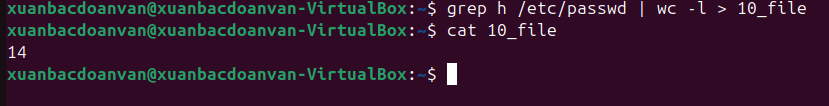 xuanbacdoanvan@xuanbacdoanvan-VirtualBox:~$ grep h /etc/passwd | wc -l > 10_file
xuanbacdoanvan@xuanbacdoanvan-VirtualBox:~$ cat 10_file
14
xuanbacdoanvan@xuanbacdoanvan-VirtualBox:~$